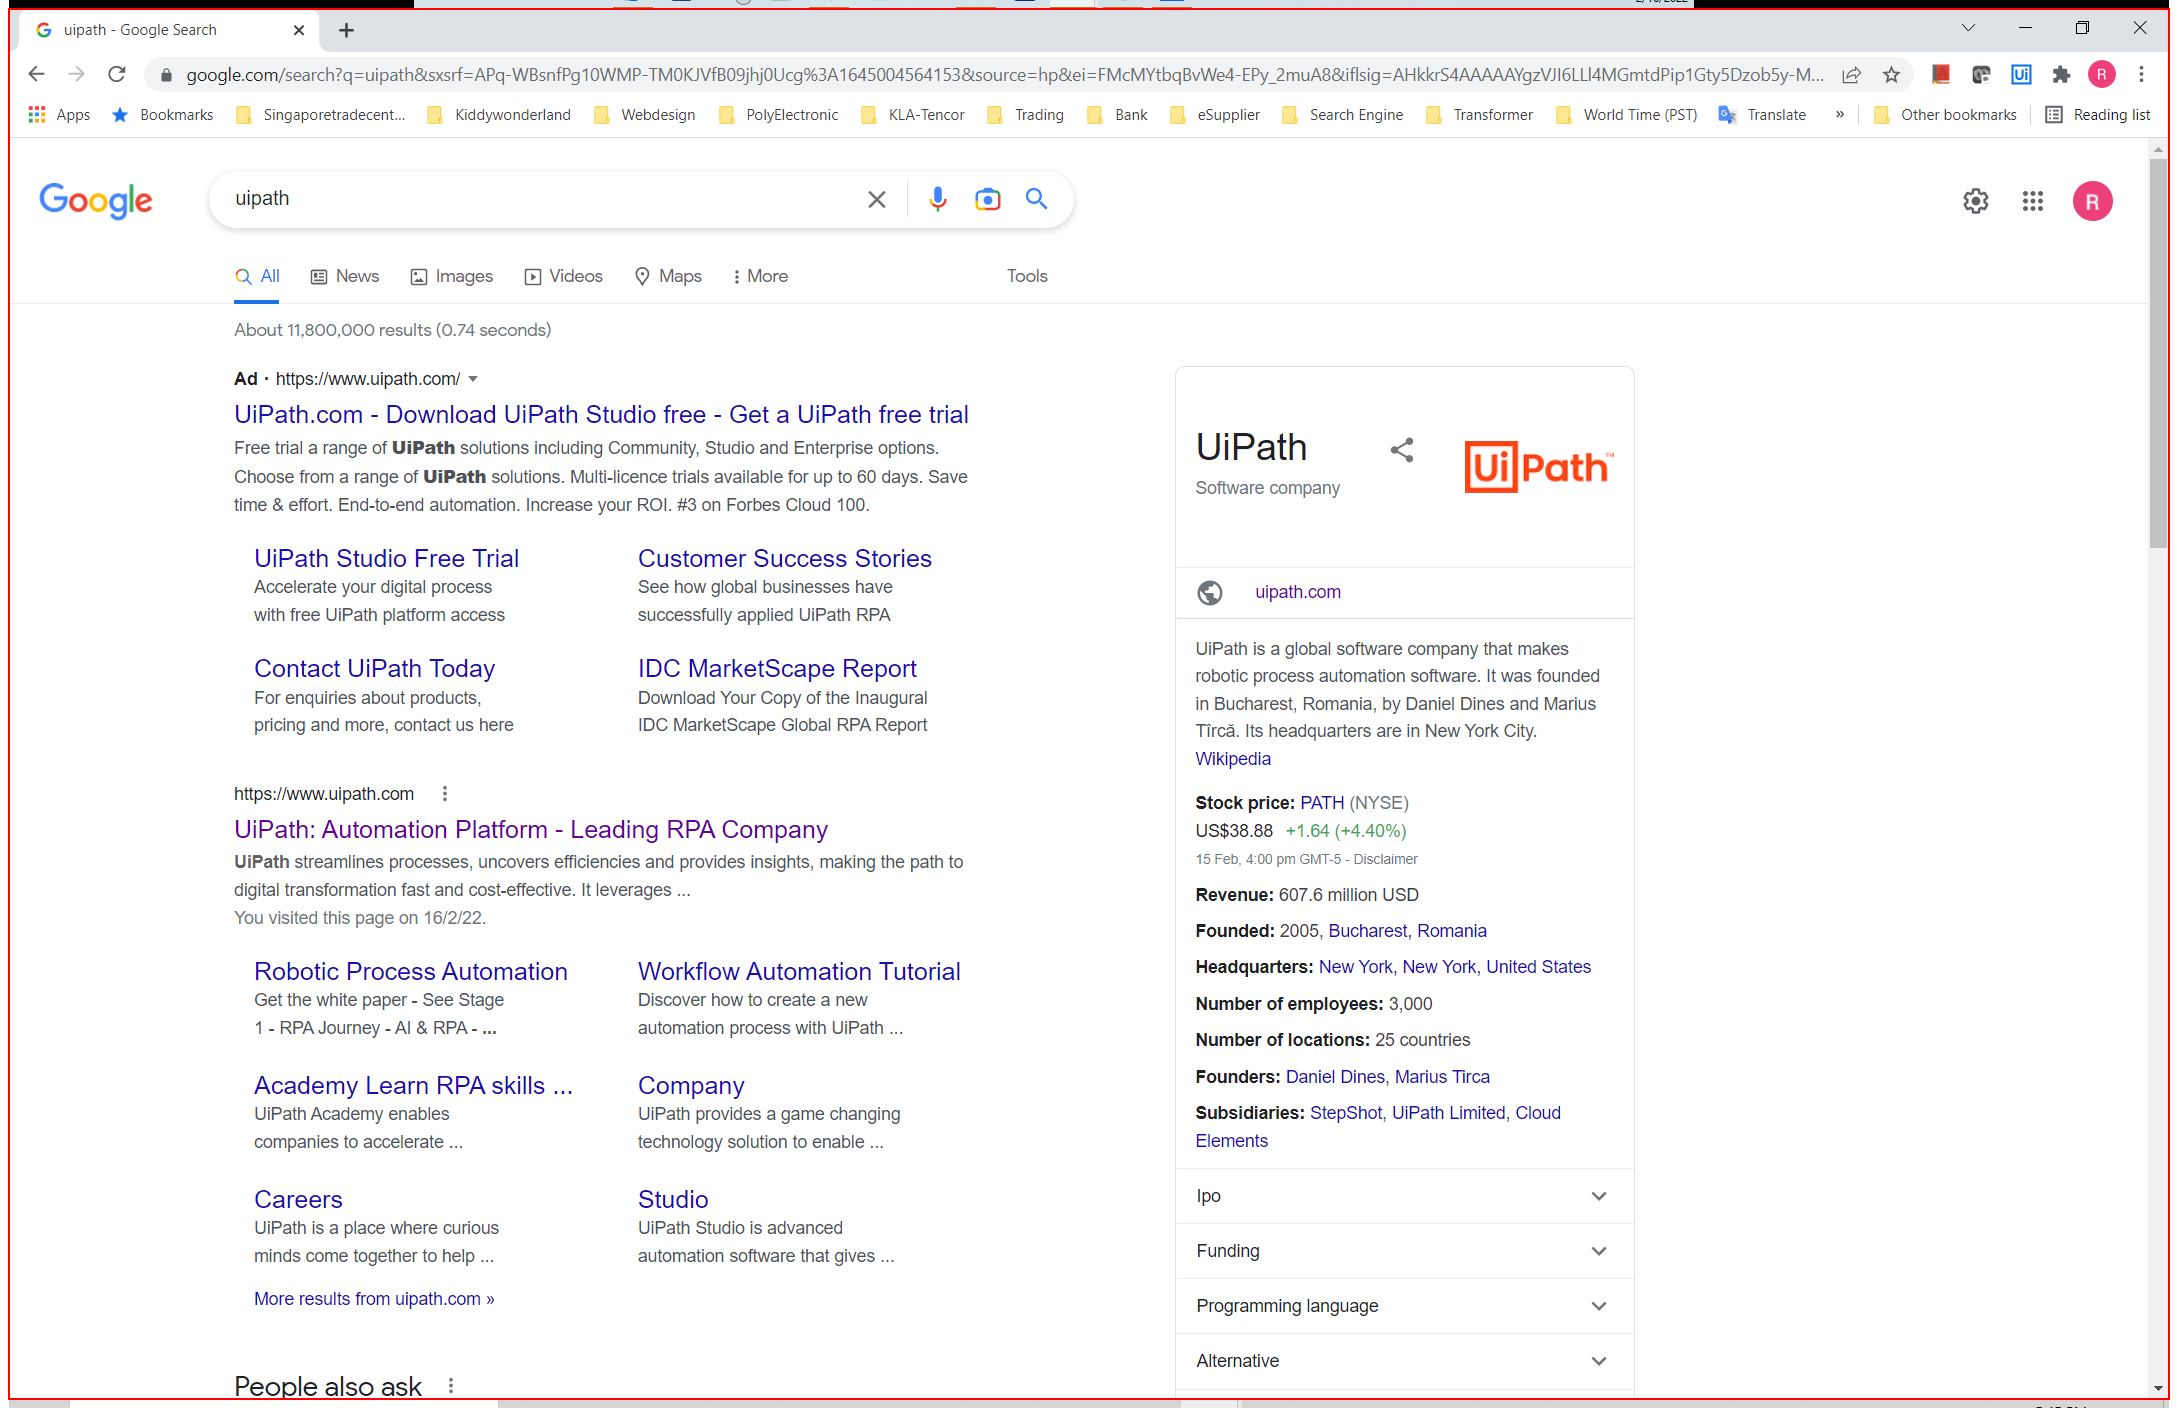 uipath - Google Search
google.com/search?q=uipath&sxsrf=APq-WBsnfPg10WMP-TM0KJVfB09jhj0Ucg%3A1645004564153&source=hp&ei=FMcMYtbqBvWe4-EPy_2muA8&iflsig=AHkkrS4AAAAAYgzVJI6LLl4MGmtdPip1Gty5Dzob5y-M...
R
Apps Bookmarks Singaporetradecent... Kiddywonderland Webdesign PolyElectronic KLA-Tencor Trading Bank eSupplier Search Engine Transformer World Time (PST) Translate » Other bookmarks Reading list
Google
uipath
R
All News Images Videos Maps More Tools
About 11,800,000 results (0.74 seconds)
Ad · https://www.uipath.com/
UiPath.com - Download UiPath Studio free - Get a UiPath free trial
Free trial a range of UiPath solutions including Community, Studio and Enterprise options.
Choose from a range of UiPath solutions. Multi-licence trials available for up to 60 days. Save
time & effort. End-to-end automation. Increase your ROI. #3 on Forbes Cloud 100.
UiPath Studio Free Trial
Accelerate your digital process
with free UiPath platform access
Customer Success Stories
See how global businesses have
successfully applied UiPath RPA
Contact UiPath Today
For enquiries about products,
pricing and more, contact us here
IDC MarketScape Report
Download Your Copy of the Inaugural
IDC MarketScape Global RPA Report
https://www.uipath.com
UiPath: Automation Platform - Leading RPA Company
UiPath streamlines processes, uncovers efficiencies and provides insights, making the path to
digital transformation fast and cost-effective. It leverages ...
You visited this page on 16/2/22.
Robotic Process Automation
Get the white paper - See Stage
1 - RPA Journey - AI & RPA - ...
Workflow Automation Tutorial
Discover how to create a new
automation process with UiPath ...
Academy Learn RPA skills ...
UiPath Academy enables
companies to accelerate ...
Company
UiPath provides a game changing
technology solution to enable ...
Careers
UiPath is a place where curious
minds come together to help ...
Studio
UiPath Studio is advanced
automation software that gives ...
More results from uipath.com »
People also ask
UiPath
Software company
UiPath™
uipath.com
UiPath is a global software company that makes
robotic process automation software. It was founded
in Bucharest, Romania, by Daniel Dines and Marius
Tîrcă. Its headquarters are in New York City.
Wikipedia
Stock price: PATH (NYSE)
US$38.88 +1.64 (+4.40%)
15 Feb, 4:00 pm GMT-5 - Disclaimer
Revenue: 607.6 million USD
Founded: 2005, Bucharest, Romania
Headquarters: New York, New York, United States
Number of employees: 3,000
Number of locations: 25 countries
Founders: Daniel Dines, Marius Tirca
Subsidiaries: StepShot, UiPath Limited, Cloud
Elements
Ipo
Funding
Programming language
Alternative